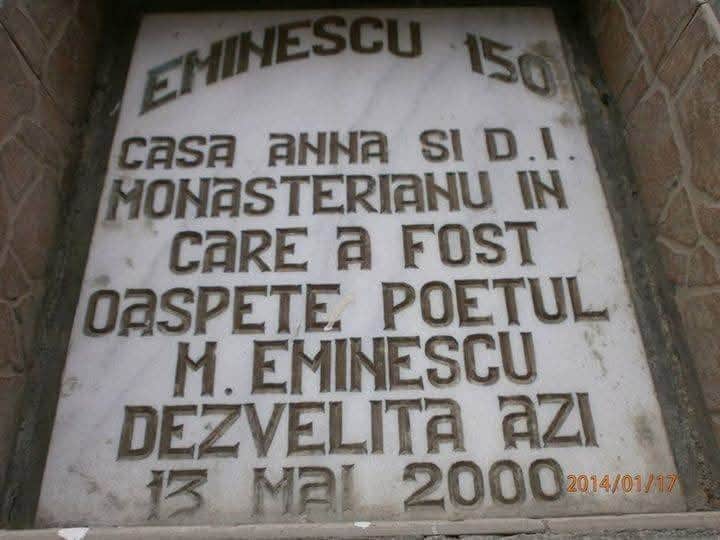 EMINESCU 150
CASA ANNA SI D.I.
MONASTERIANU IN
CARE A FOST
OASPETE POETUL
M. EMINESCU
DEZVELITA AZI
13 MAI 2000
2014/01/17